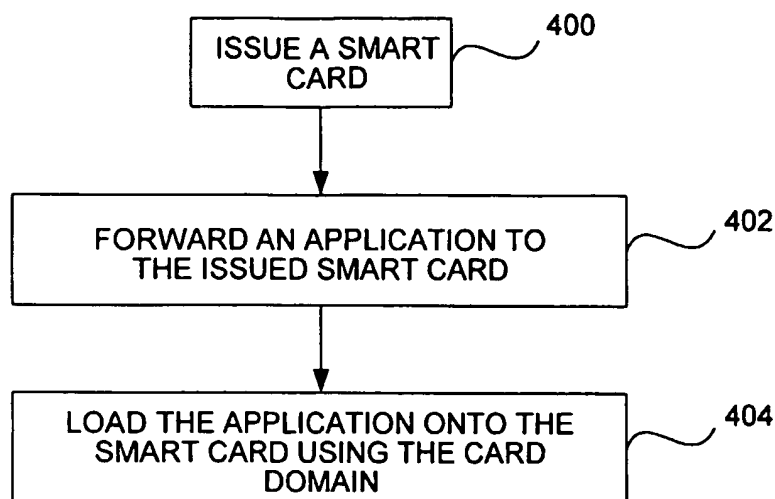 ISSUE A SMART
CARD
400
FORWARD AN APPLICATION TO
THE ISSUED SMART CARD
402
LOAD THE APPLICATION ONTO THE
SMART CARD USING THE CARD
DOMAIN
404